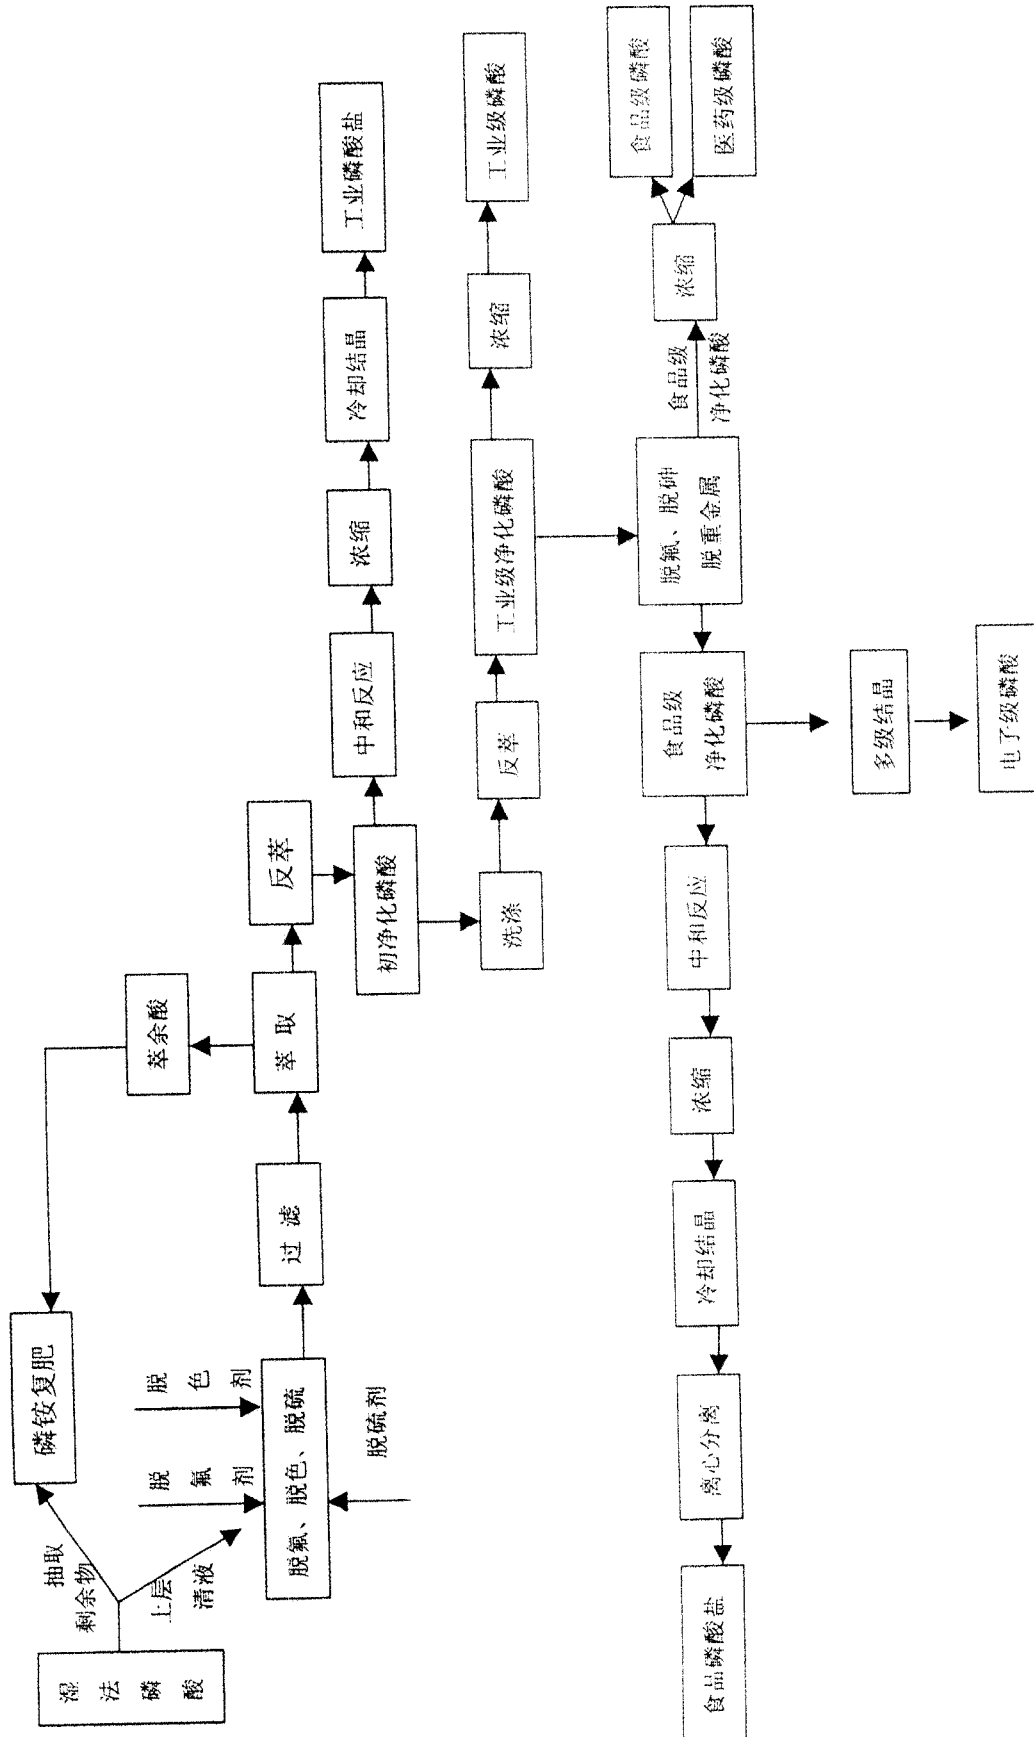 湿法磷酸
抽取
剩余物
上层
清液
磷铵复肥
脱氟剂
脱色剂
脱氟、脱色、脱硫
脱硫剂
过滤
萃取
萃余酸
反萃
初净化磷酸
中和反应
浓缩
冷却结晶
工业磷酸盐
洗涤
反萃
工业级净化磷酸
浓缩
工业级磷酸
脱氟、脱砷
脱重金属
食品级
净化磷酸
浓缩
食品级磷酸
医药级磷酸
食品级
净化磷酸
多级结晶
电子级磷酸
中和反应
浓缩
冷却结晶
离心分离
食品磷酸盐